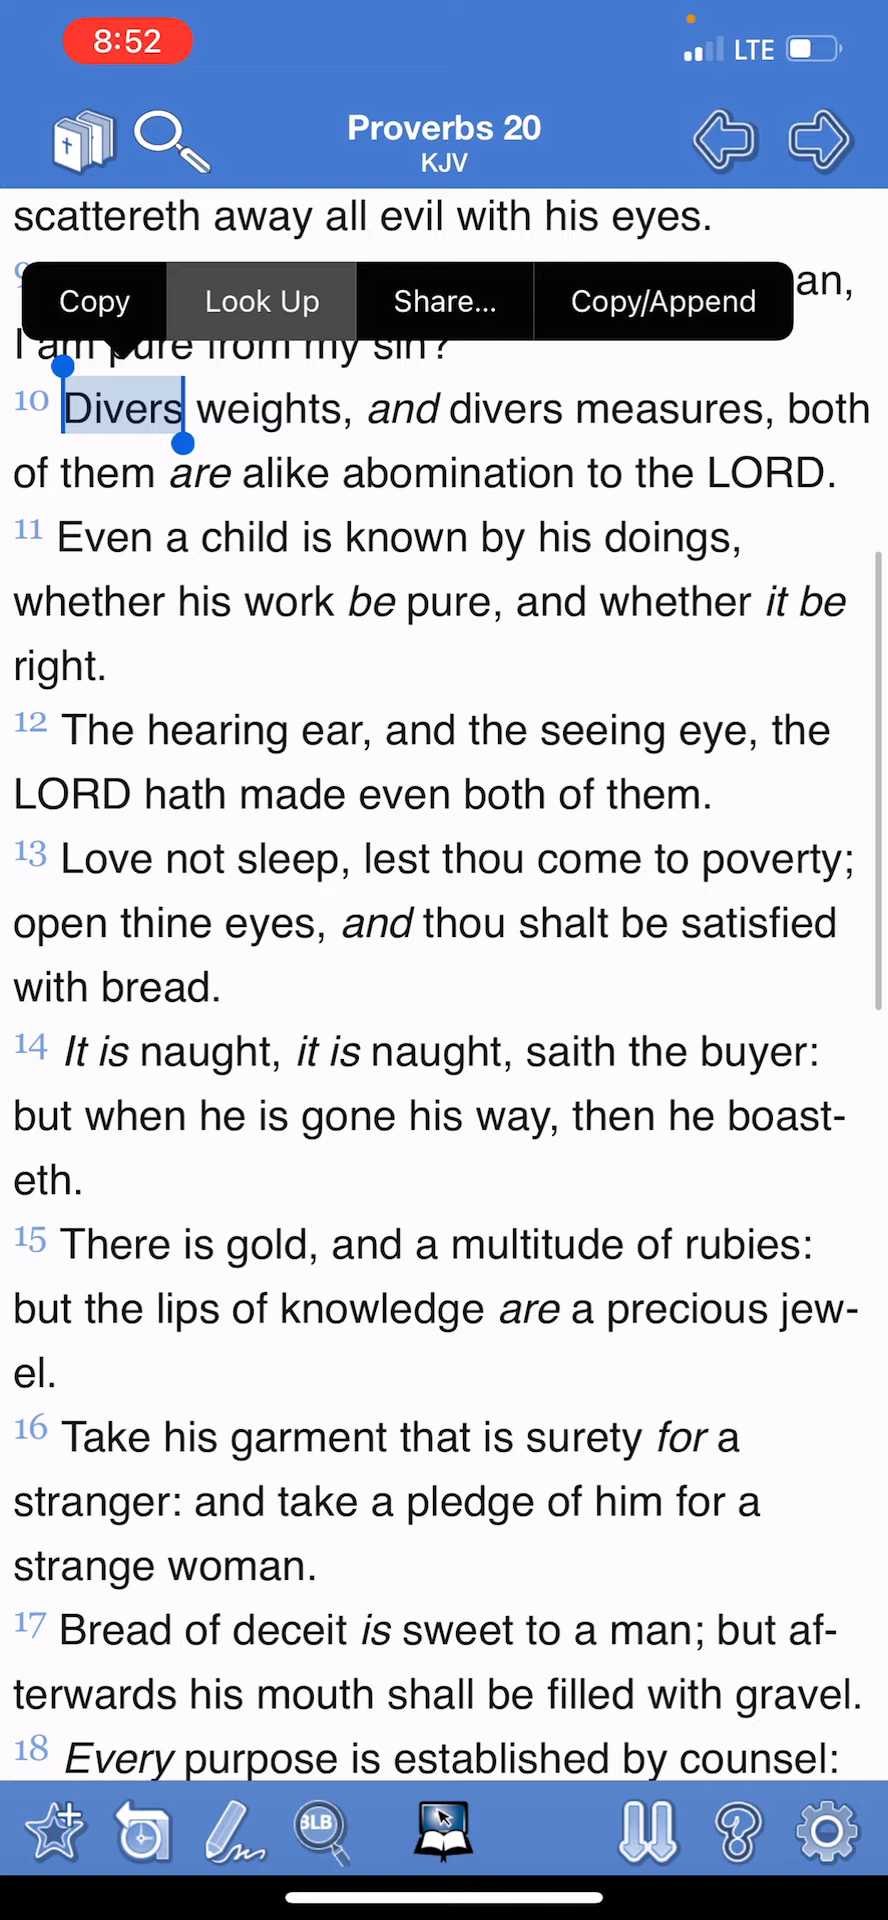 8:52
LTE
Proverbs 20
KJV
scattereth away all evil with his eyes.
Copy
Look Up
Share...
Copy/Append
an,
I am pure from my sin?
10 Divers weights, and divers measures, both
of them are alike abomination to the LORD.
11 Even a child is known by his doings,
whether his work be pure, and whether it be
right.
12 The hearing ear, and the seeing eye, the
LORD hath made even both of them.
13 Love not sleep, lest thou come to poverty;
open thine eyes, and thou shalt be satisfied
with bread.
14 It is naught, it is naught, saith the buyer:
but when he is gone his way, then he boast-
eth.
15 There is gold, and a multitude of rubies:
but the lips of knowledge are a precious jew-
el.
16 Take his garment that is surety for a
stranger: and take a pledge of him for a
strange woman.
17 Bread of deceit is sweet to a man; but af-
terwards his mouth shall be filled with gravel.
18 Every purpose is established by counsel:
BLB